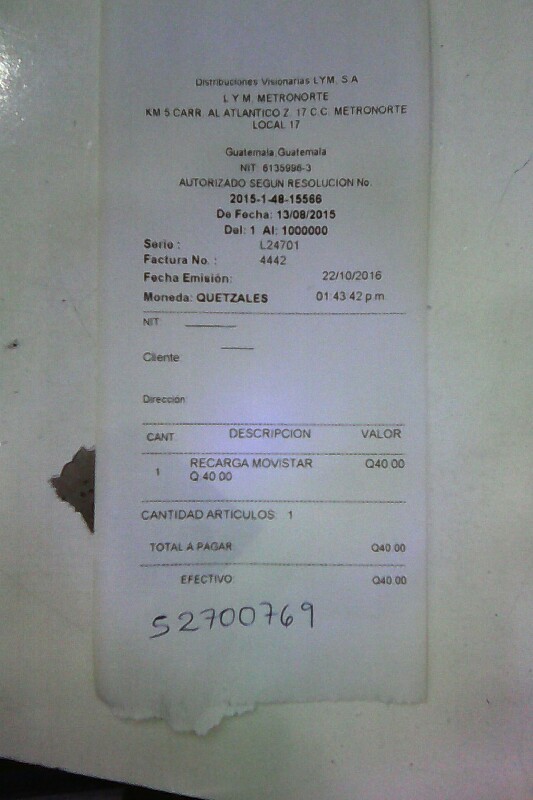 Distribuciones Visionarias LYM, S.A
L Y M, METRONORTE
KM 5 CARR. AL ATLANTICO Z. 17 C.C. METRONORTE
LOCAL 17
Guatemala,Guatemala
NIT: 6135996-3
AUTORIZADO SEGUN RESOLUCION No.
2015-1-48-15566
De Fecha: 13/08/2015
Del: 1 Al: 1000000
Serie : L24701
Factura No. : 4442
Fecha Emisión: 22/10/2016
Moneda: QUETZALES 01:43:42 p.m.
NIT:
Cliente
Dirección
CANT. DESCRIPCION VALOR
1 RECARGA MOVISTAR Q40.00
Q.40.00
CANTIDAD ARTICULOS: 1
TOTAL A PAGAR: Q40.00
EFECTIVO: Q40.00
52700769